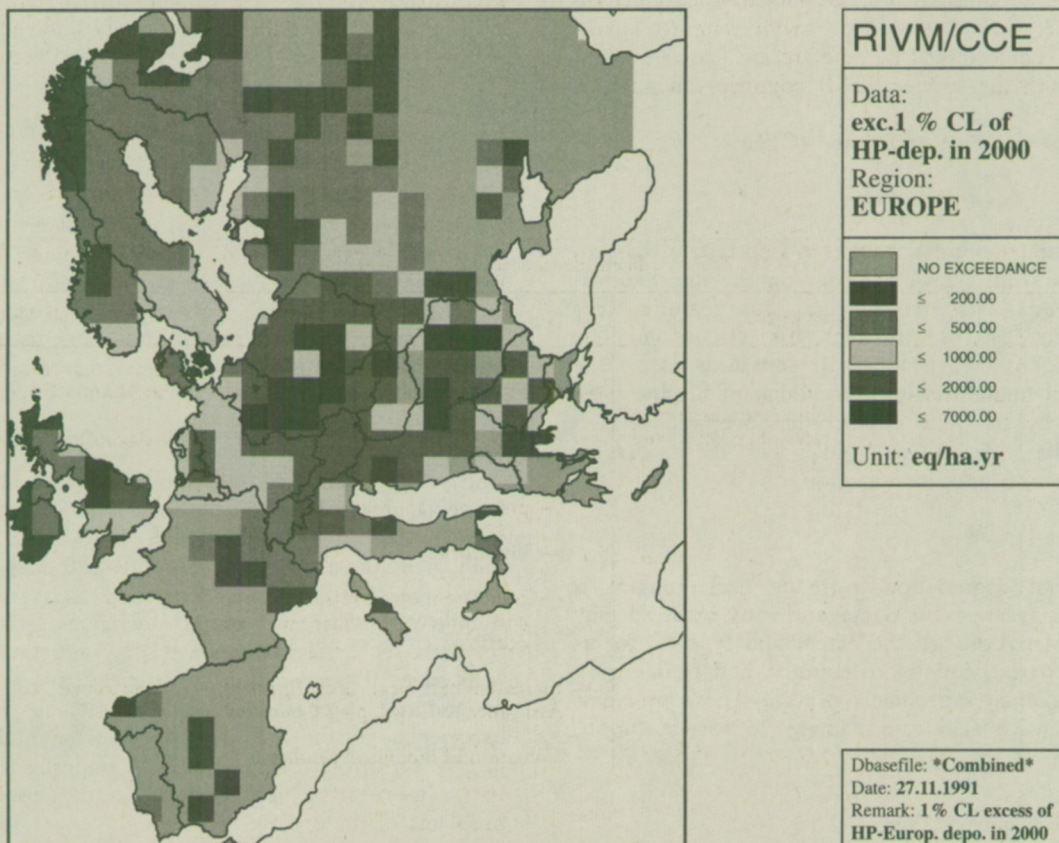 RIVM/CCE
Data:
exc.1 % CL of
HP-dep. in 2000
Region:
EUROPE
NO EXCEEDANCE
≤ 200.00
≤ 500.00
≤ 1000.00
≤ 2000.00
≤ 7000.00
Unit: eq/ha.yr
Dbasefile: *Combined*
Date: 27.11.1991
Remark: 1% CL excess of
HP-Europ. depo. in 2000